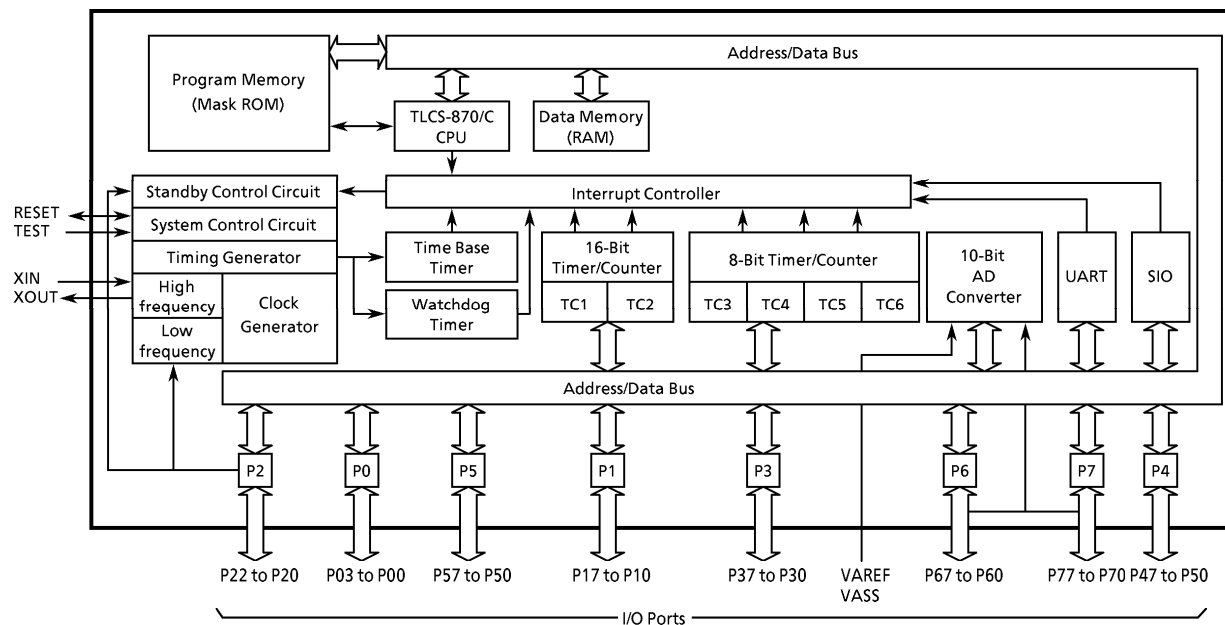 Address/Data Bus
Program Memory
(Mask ROM)
TLCS-870/C
CPU
Data Memory
(RAM)
Standby Control Circuit
Interrupt Controller
RESET
TEST
System Control Circuit
Timing Generator
Time Base
Timer
16-Bit
Timer/Counter
8-Bit Timer/Counter
10-Bit
AD
Converter
UART
SIO
XIN
XOUT
High
frequency
Clock
Generator
Low
frequency
Watchdog
Timer
TC1
TC2
TC3
TC4
TC5
TC6
Address/Data Bus
P2
P0
P5
P1
P3
P6
P7
P4
P22 to P20
P03 to P00
P57 to P50
P17 to P10
P37 to P30
VAREF
VASS
P67 to P60
P77 to P70
P47 to P50
I/O Ports